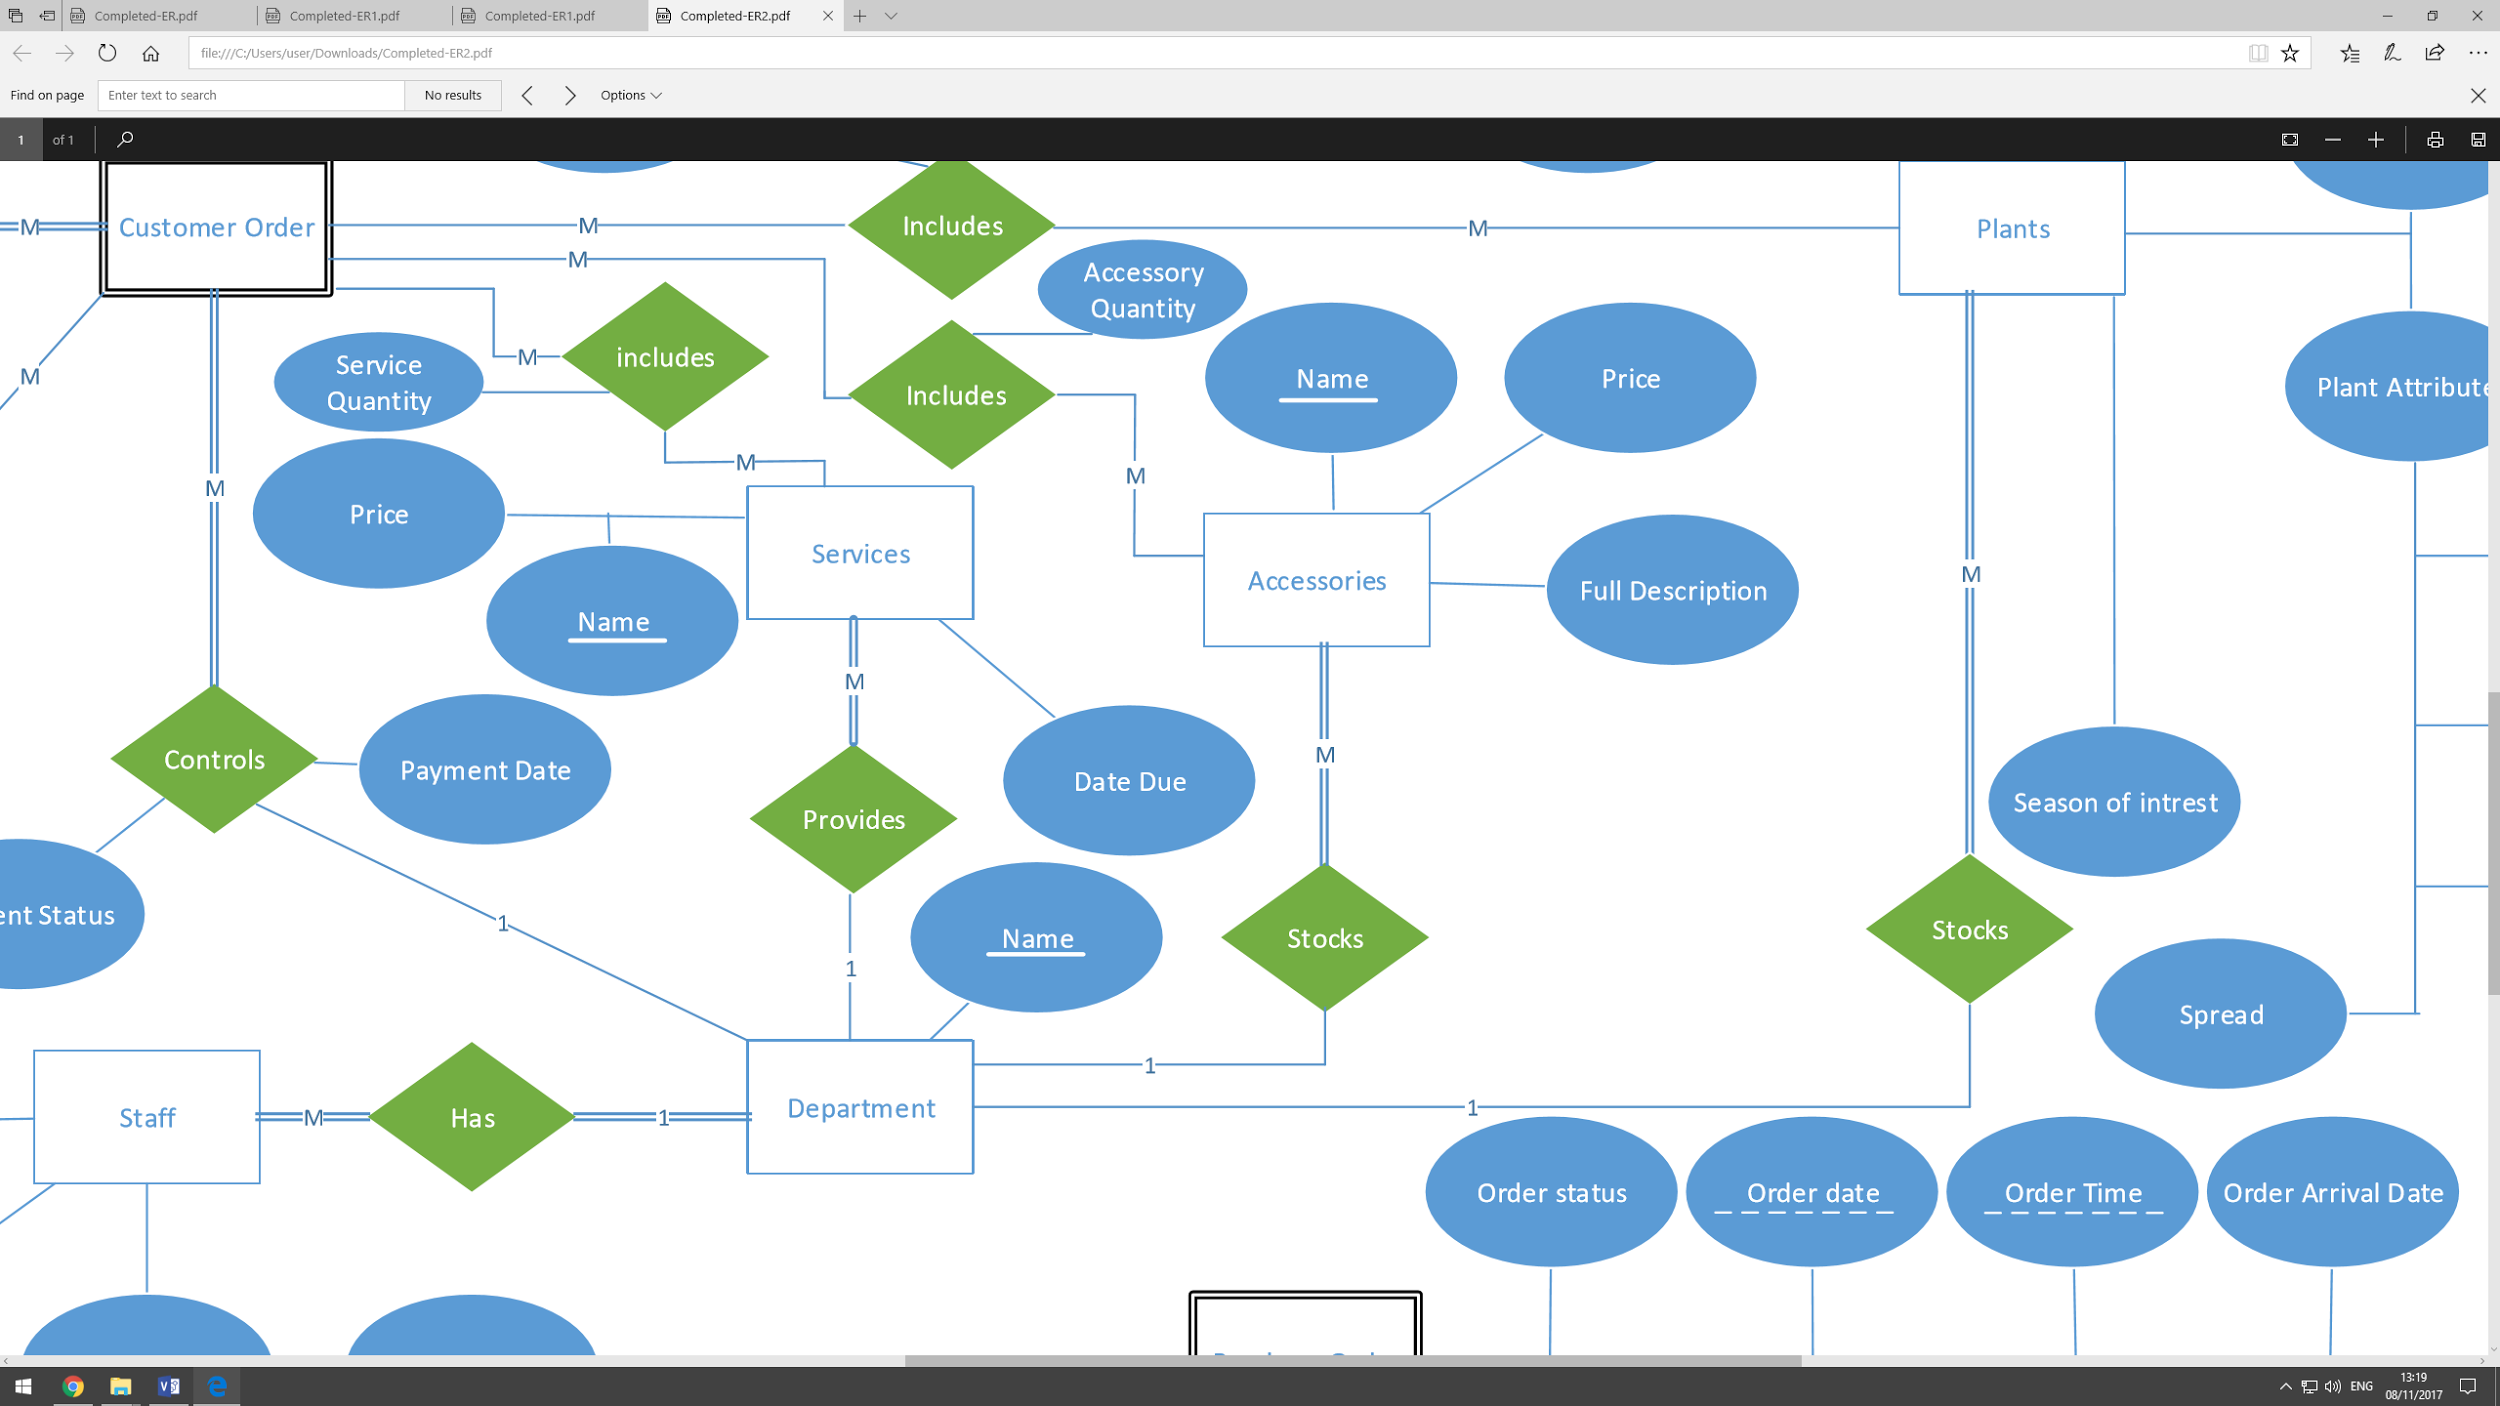 Completed-ER.pdf
Completed-ER1.pdf
Completed-ER1.pdf
Completed-ER2.pdf
file:///C:/Users/user/Downloads/Completed-ER2.pdf
Find on page
Enter text to search
No results
Options
1
of 1
Customer Order
M
M
Includes
M
Plants
M
Accessory
Quantity
M
Service
Quantity
M
includes
Includes
Name
Price
Plant Attribute
M
M
M
Price
Services
Accessories
Full Description
M
Name
M
M
Controls
Payment Date
Provides
Date Due
Season of intrest
ent Status
1
1
Name
Stocks
Stocks
Spread
1
Staff
M
Has
1
Department
1
Order status
Order date
Order Time
Order Arrival Date
ENG
13:19
08/11/2017